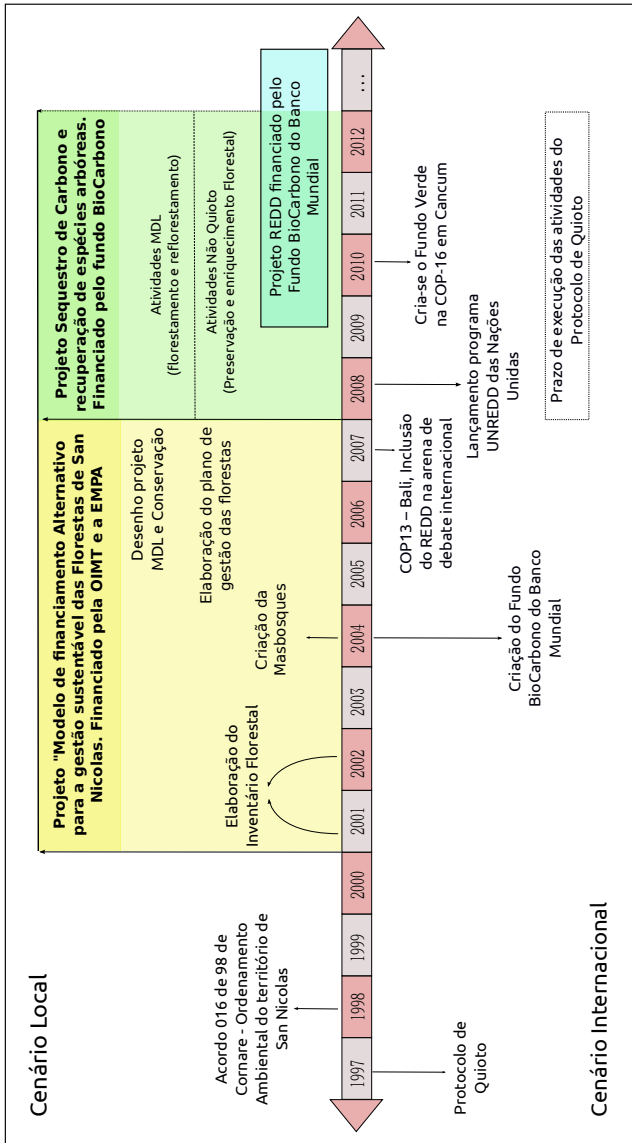 Cenário Local
Projeto "Modelo de financiamento Alternativo
para a gestão sustentável das Florestas de San
Nicolas. Financiado pela OIMT e a EMPA
Projeto Sequestro de Carbono e
recuperação de espécies arbóreas.
Financiado pelo fundo BioCarbono
Desenho projeto
MDL e Conservação
Elaboração do plano de
gestão das florestas
Atividades MDL
(florestamento e reflorestamento)
Atividades Não Quioto
(Preservação e enriquecimento Florestal)
Acordo 016 de 98 de
Cornare - Ordenamento
Ambiental do território de
San Nicolas
Elaboração do
Inventário Florestal
Criação da
Masbosques
Projeto REDD financiado pelo
Fundo BioCarbono do Banco
Mundial
1997
1998
1999
2000
2001
2002
2003
2004
2005
2006
2007
2008
2009
2010
2011
2012
...
Protocolo de
Quioto
Criação do Fundo
BioCarbono do Banco
Mundial
COP13 – Bali, Inclusão
do REDD na arena de
debate internacional
Lançamento programa
UNREDD das Nações
Unidas
Cria-se o Fundo Verde
na COP-16 em Cancum
Prazo de execução das atividades do
Protocolo de Quioto
Cenário Internacional